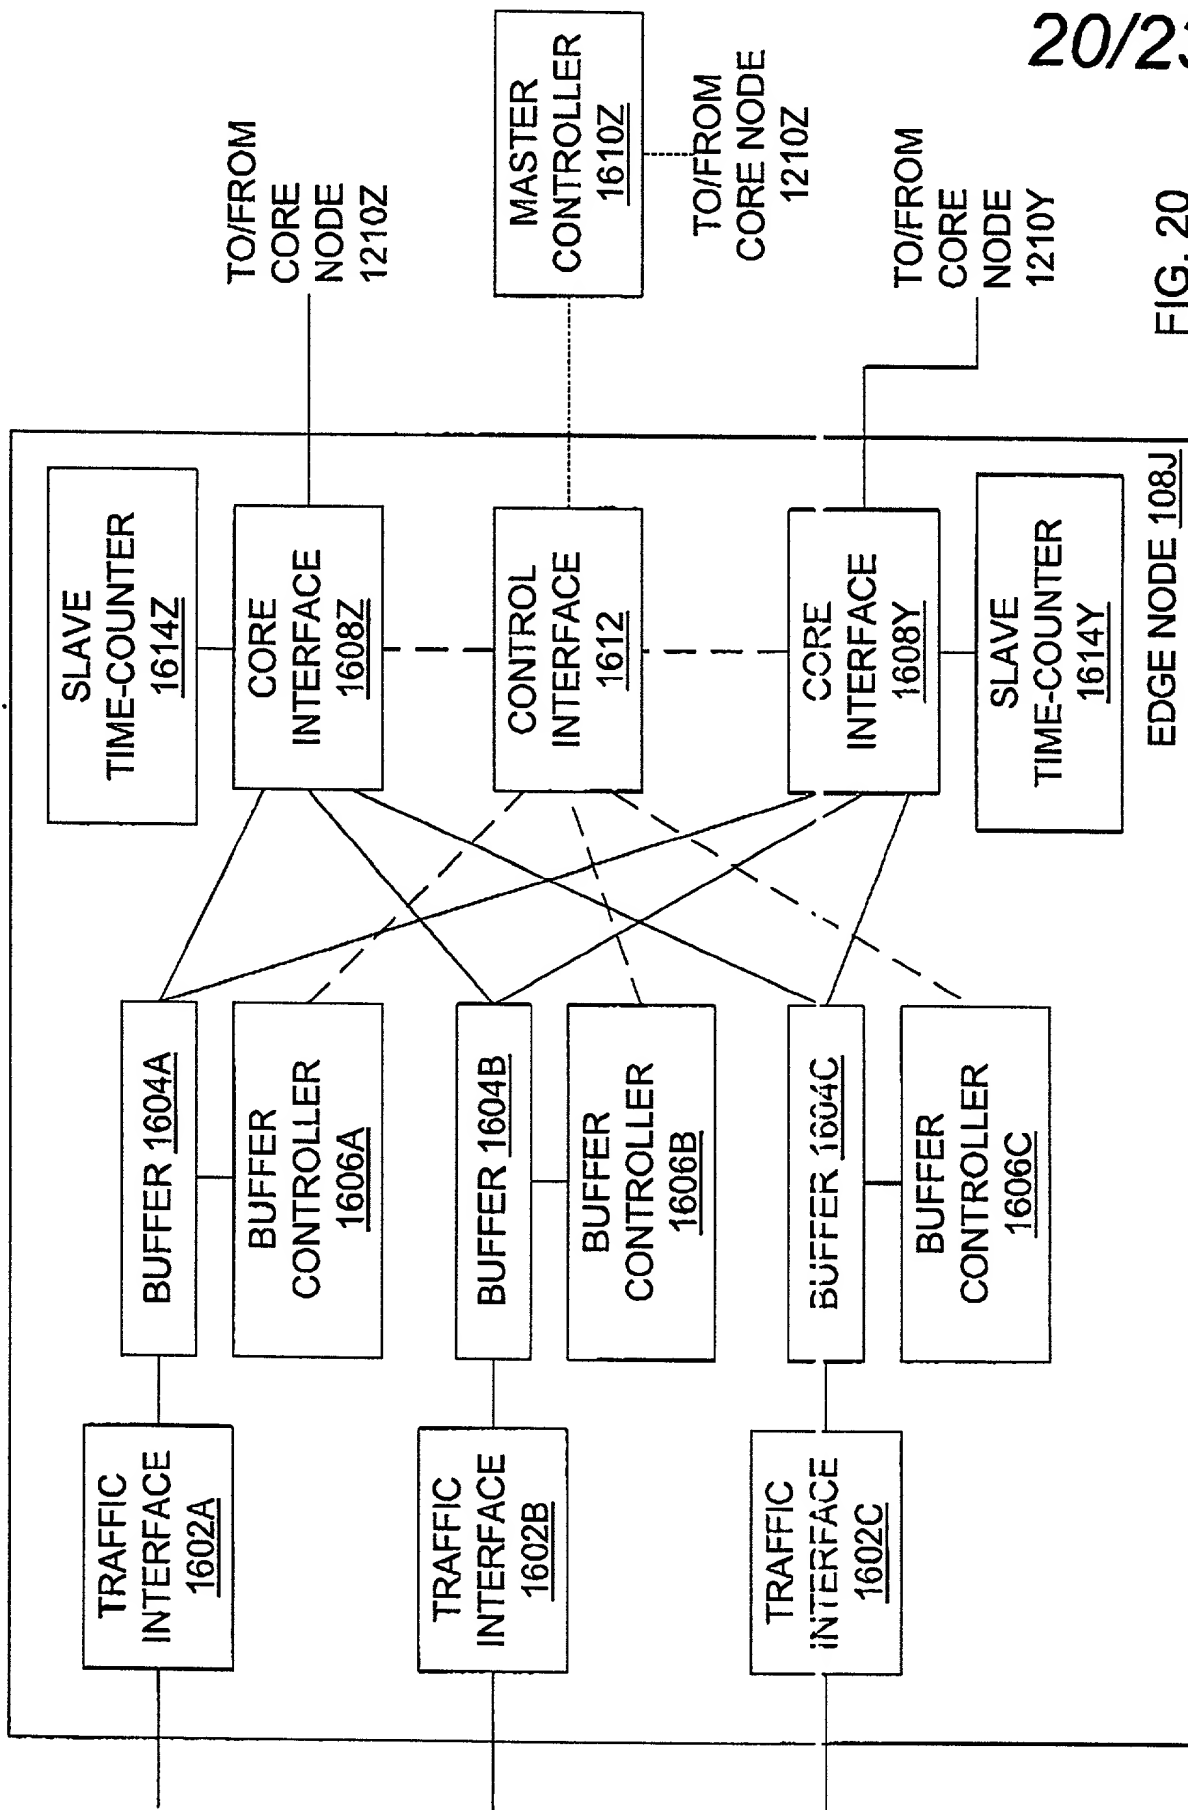 20/23
TRAFFIC
INTERFACE
1602A
BUFFER 1604A
BUFFER
CONTROLLER
1606A
SLAVE
TIME-COUNTER
1614Z
CORE
INTERFACE
1608Z
TO/FROM
CORE
NODE
1210Z
TRAFFIC
INTERFACE
1602B
BUFFER 1604B
BUFFER
CONTROLLER
1606B
CONTROL
INTERFACE
1612
MASTER
CONTROLLER
1610Z
TO/FROM
CORE NODE
1210Z
TRAFFIC
INTERFACE
1602C
BUFFER 1604C
BUFFER
CONTROLLER
1606C
CORE
INTERFACE
1608Y
SLAVE
TIME-COUNTER
1614Y
TO/FROM
CORE
NODE
1210Y
EDGE NODE 108J
FIG. 20